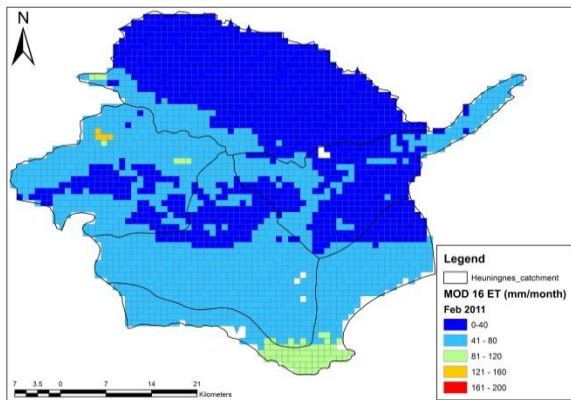 N
Legend
Heuningnes_catchment
MOD 16 ET (mm/month)
Feb 2011
0-40
41 - 80
81 - 120
121 - 160
161 - 200
7 3.5 0 7 14 21
Kilometers